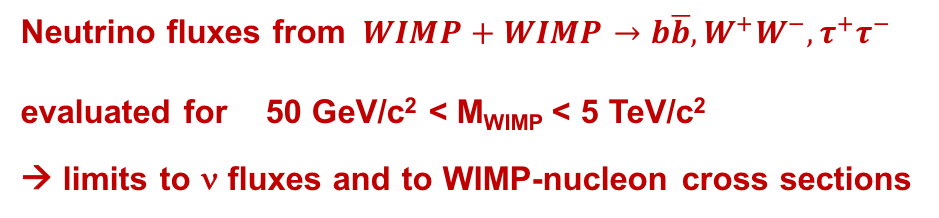 Neutrino fluxes from WIMP + WIMP → bb̅, W⁺W⁻, τ⁺τ⁻
evaluated for 50 GeV/c² < M_WIMP < 5 TeV/c²
→ limits to ν fluxes and to WIMP-nucleon cross sections